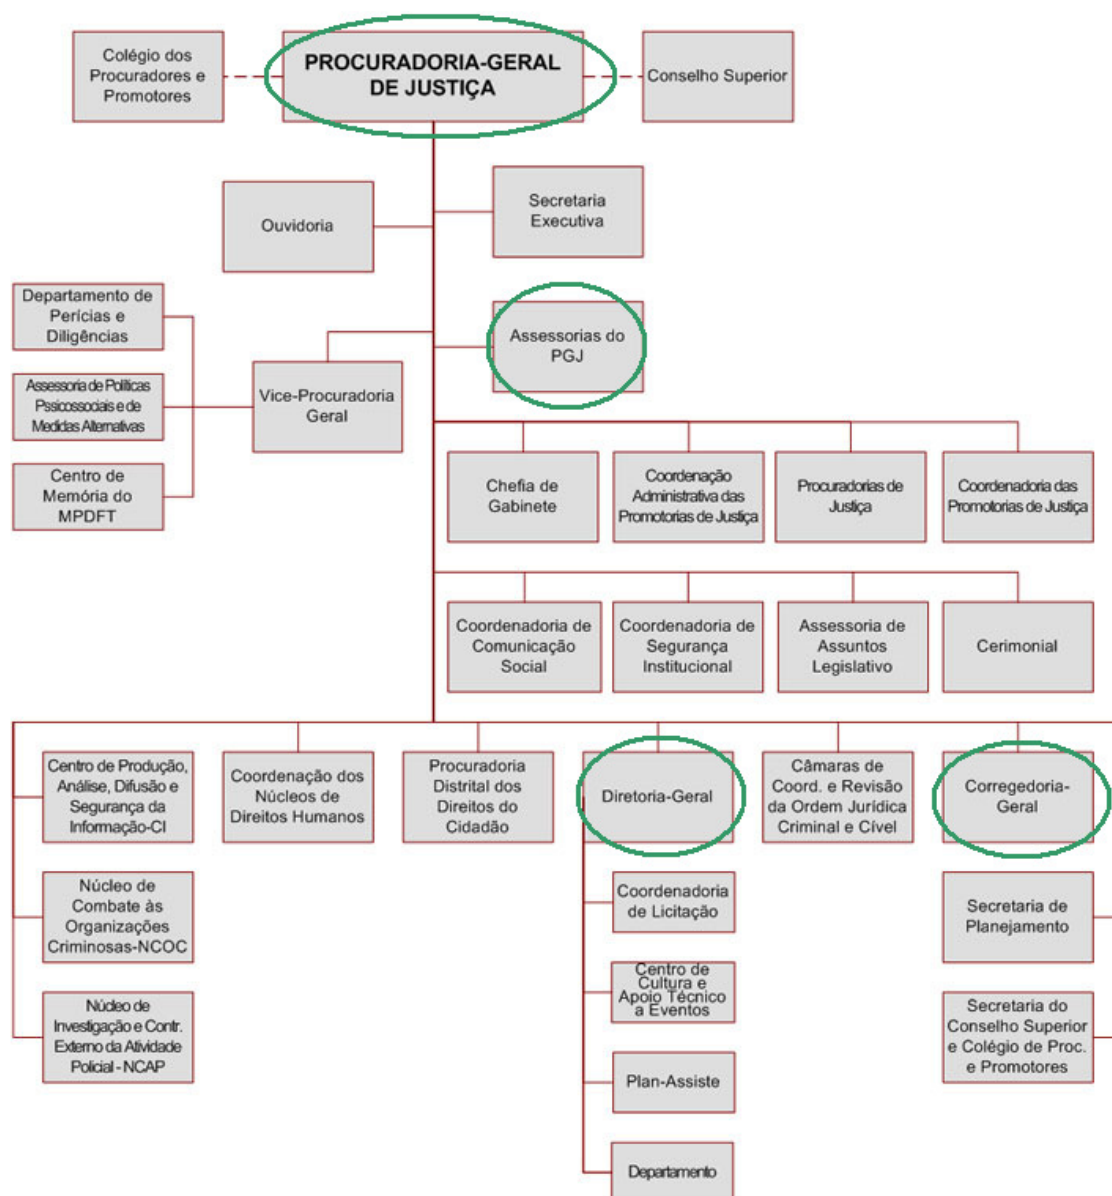 Colégio dos
Procuradores e
Promotores
PROCURADORIA-GERAL
DE JUSTIÇA
Conselho Superior
Ouvidoria
Secretaria
Executiva
Departamento de
Perícias e
Diligências
Assessorias do
PGJ
Assessoria de Políticas
Pssicossociais e de
Medidas Alternativas
Vice-Procuradoria
Geral
Centro de
Memória do
MPDFT
Chefia de
Gabinete
Coordenação
Administrativa das
Promotorias de Justiça
Procuradorias de
Justiça
Coordenadoria das
Promotorias de Justiça
Coordenadoria de
Comunicação
Social
Coordenadoria de
Segurança
Institucional
Assessoria de
Assuntos
Legislativo
Cerimonial
Centro de Produção,
Análise, Difusão e
Segurança da
Informação-CI
Coordenação dos
Núcleos de
Direitos Humanos
Procuradoria
Distrital dos
Direitos do
Cidadão
Diretoria-Geral
Câmaras de
Coord. e Revisão
da Ordem Jurídica
Criminal e Cível
Corregedoria-
Geral
Núcleo de
Combate às
Organizações
Criminosas-NCOC
Coordenadoria
de Licitação
Secretaria de
Planejamento
Núcleo de
Investigação e Contr.
Externo da Atividade
Policial - NCAP
Centro de
Cultura e
Apoio Técnico
a Eventos
Secretaria do
Conselho Superior
e Colégio de Proc.
e Promotores
Plan-Assiste
Departamento